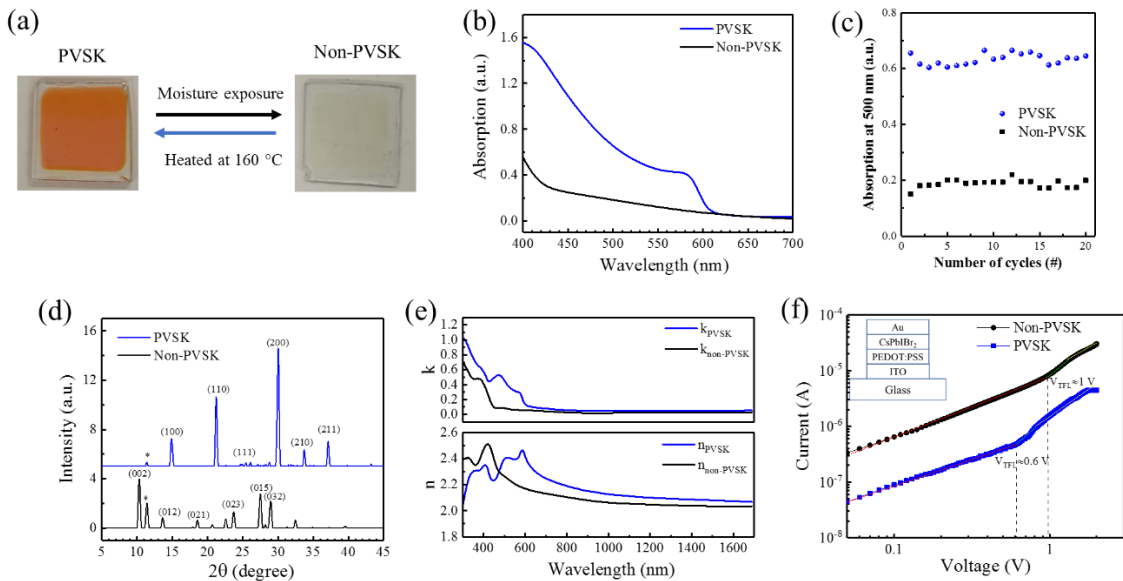 (a)
PVSK
Non-PVSK
Moisture exposure
Heated at 160 °C
(b)
PVSK
Non-PVSK
Absorption (a.u.)
1.6
1.2
0.8
0.4
0.0
400 450 500 550 600 650 700
Wavelength (nm)
(c)
Absorption at 500 nm (a.u.)
0.8
0.6
0.4
0.2
0.0
PVSK
Non-PVSK
0 5 10 15 20
Number of cycles (#)
(d)
PVSK
Non-PVSK
Intensity (a.u.)
16
12
8
4
0
(200)
(110)
(100)
*
(111)
(210)
(211)
(002)
*
(012)
(021)
(023)
(015)
(032)
5 10 15 20 25 30 35 40 45
2θ (degree)
(e)
k
1.2
1.0
0.8
0.6
0.4
0.2
0.0
kPVSK
knon-PVSK
n
2.6
2.4
2.2
2.0
1.8
nPVSK
nnon-PVSK
400 600 800 1000 1200 1400 1600
Wavelength (nm)
(f)
Current (A)
10⁻⁴
10⁻⁵
10⁻⁶
10⁻⁷
10⁻⁸
Au
CsPbIBr₂
PEDOT:PSS
ITO
Glass
Non-PVSK
PVSK
VTFL≈1 V
VTFL≈0.6 V
0.1 1
Voltage (V)